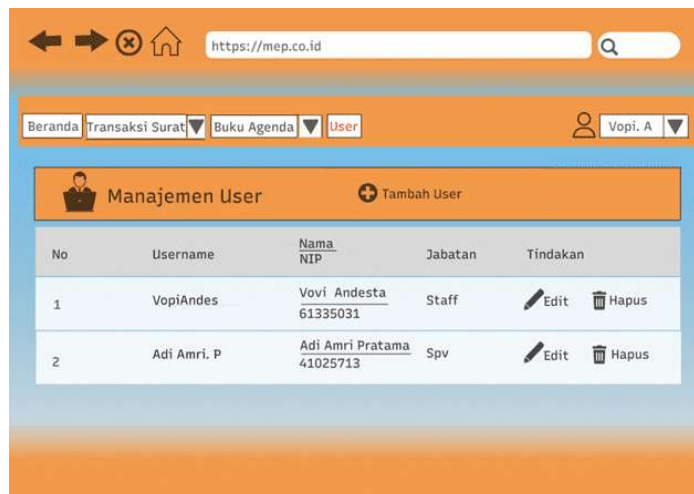 https://mep.co.id
Beranda Transaksi Surat Buku Agenda User Vopi. A
Manajemen User Tambah User
No Username Nama NIP Jabatan Tindakan
1 VopiAndes Vovi Andesta 61335031 Staff Edit Hapus
2 Adi Amri. P Adi Amri Pratama 41025713 Spv Edit Hapus